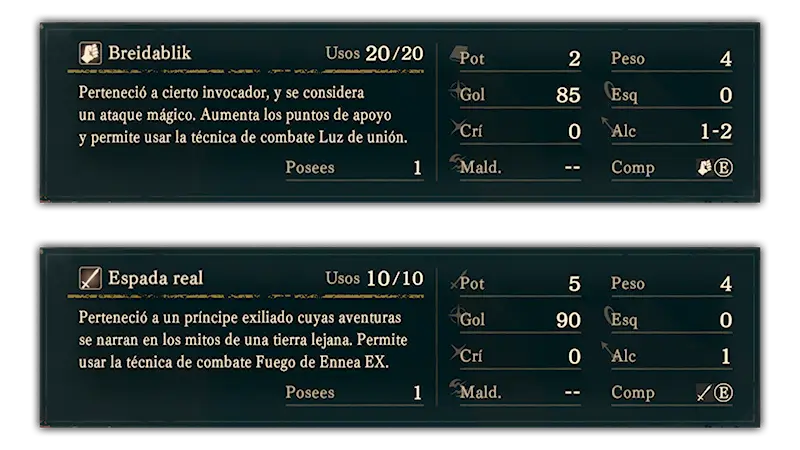 Breidablik Usos 20/20
Perteneció a cierto invocador, y se considera
un ataque mágico. Aumenta los puntos de apoyo
y permite usar la técnica de combate Luz de unión.
Posees 1
Pot 2 Peso 4
Gol 85 Esq 0
Crí 0 Alc 1-2
Mald. -- Comp E
Espada real Usos 10/10
Perteneció a un príncipe exiliado cuyas aventuras
se narran en los mitos de una tierra lejana. Permite
usar la técnica de combate Fuego de Ennea EX.
Posees 1
Pot 5 Peso 4
Gol 90 Esq 0
Crí 0 Alc 1
Mald. -- Comp E